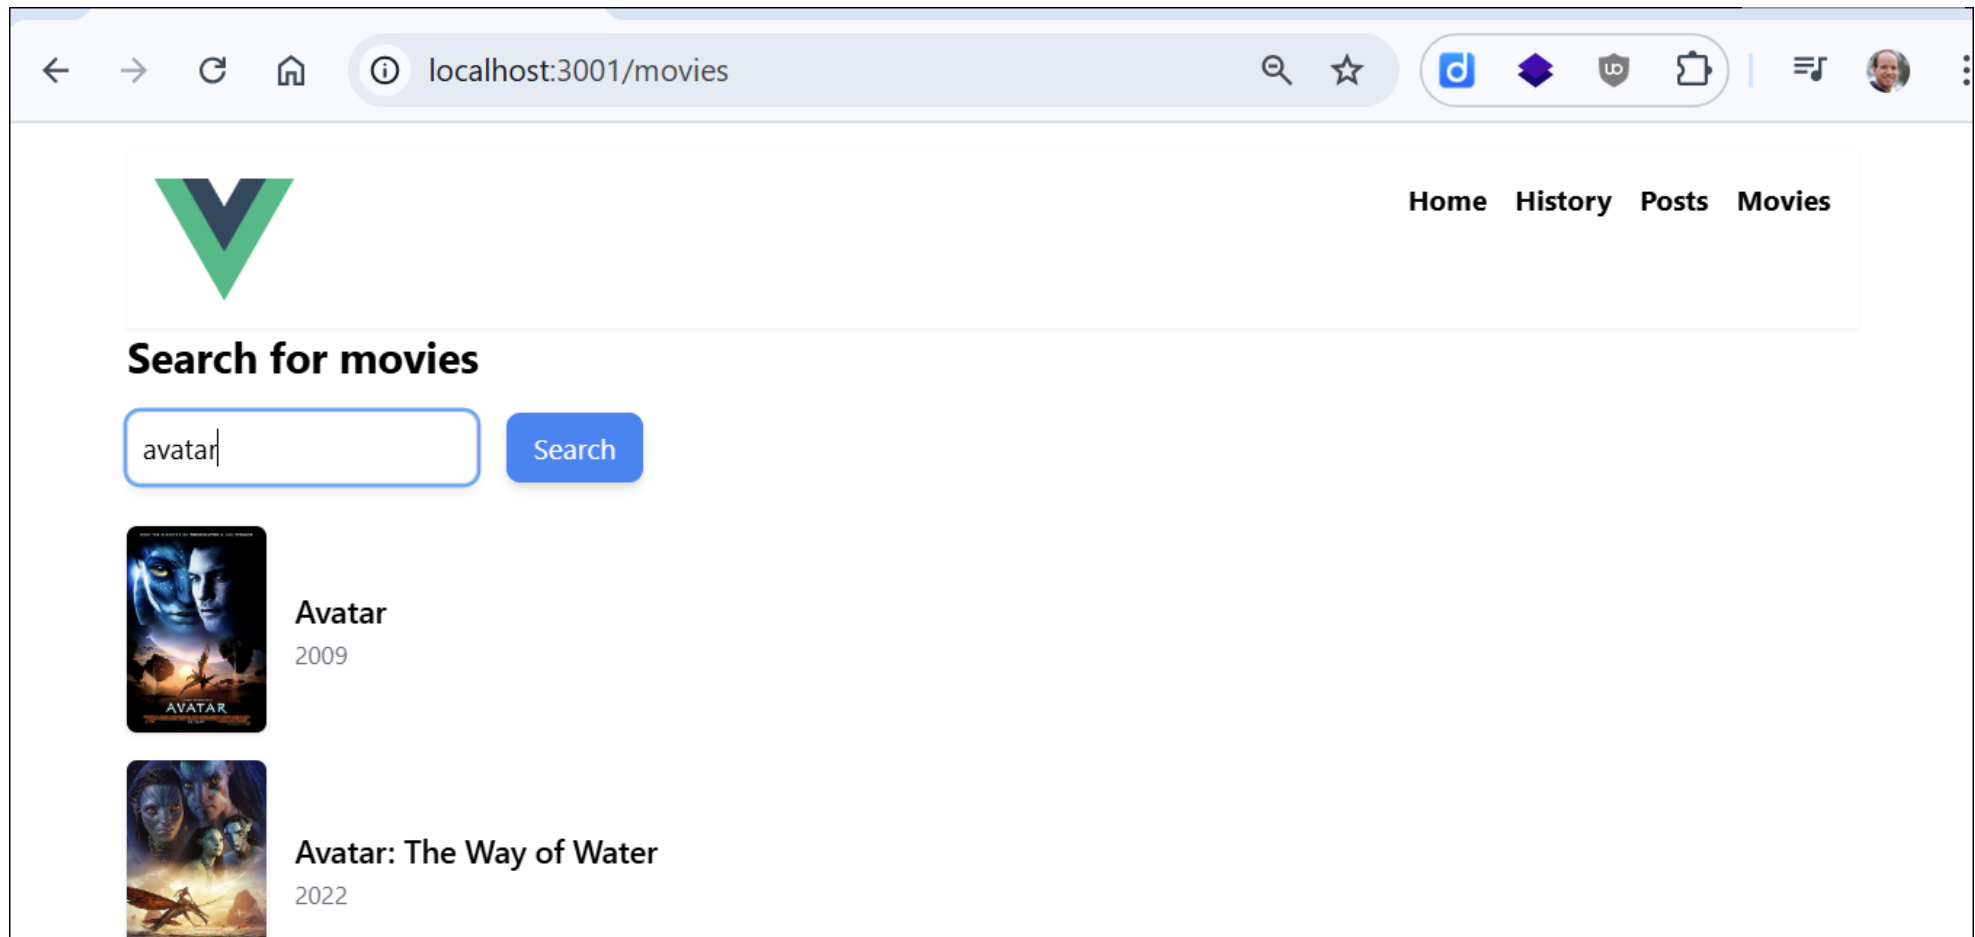 localhost:3001/movies
Home History Posts Movies
Search for movies
avatar Search
AVATAR
Avatar
2009
Avatar: The Way of Water
2022